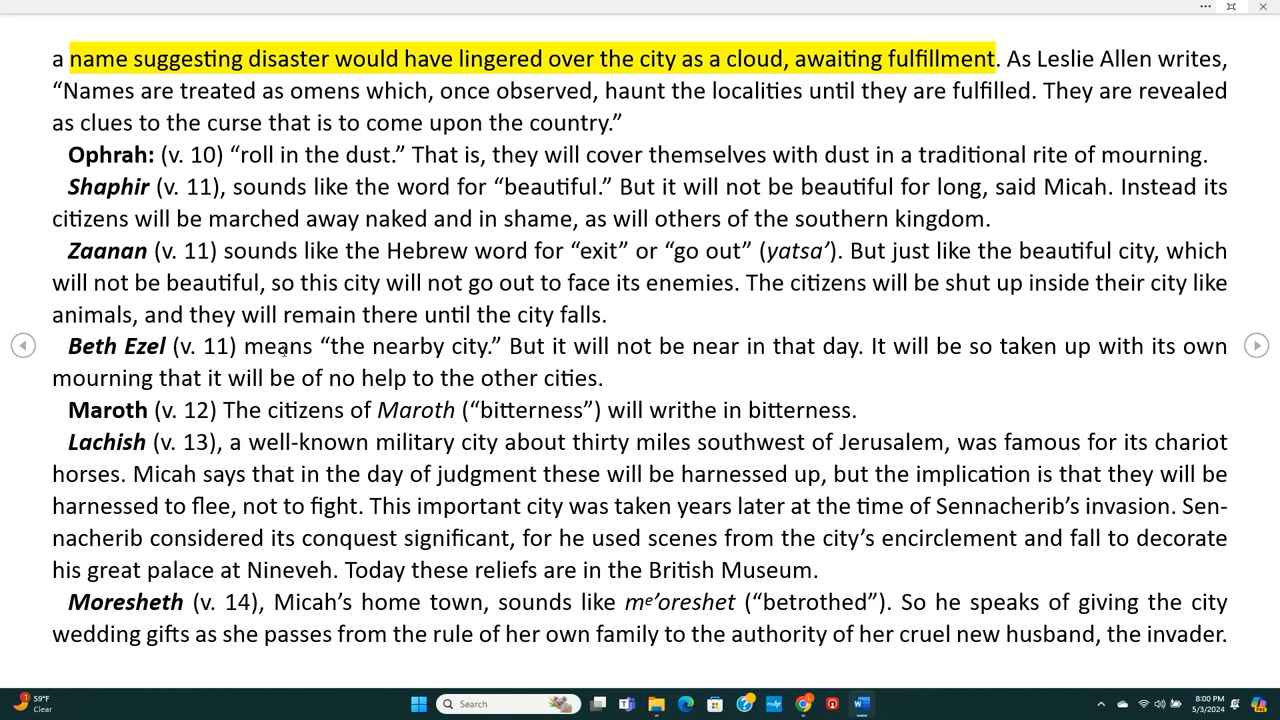 a name suggesting disaster would have lingered over the city as a cloud, awaiting fulfillment. As Leslie Allen writes,
“Names are treated as omens which, once observed, haunt the localities until they are fulfilled. They are revealed
as clues to the curse that is to come upon the country.”
Ophrah: (v. 10) “roll in the dust.” That is, they will cover themselves with dust in a traditional rite of mourning.
Shaphir (v. 11), sounds like the word for “beautiful.” But it will not be beautiful for long, said Micah. Instead its
citizens will be marched away naked and in shame, as will others of the southern kingdom.
Zaanan (v. 11) sounds like the Hebrew word for “exit” or “go out” (yatsa’). But just like the beautiful city, which
will not be beautiful, so this city will not go out to face its enemies. The citizens will be shut up inside their city like
animals, and they will remain there until the city falls.
Beth Ezel (v. 11) means “the nearby city.” But it will not be near in that day. It will be so taken up with its own
mourning that it will be of no help to the other cities.
Maroth (v. 12) The citizens of Maroth (“bitterness”) will writhe in bitterness.
Lachish (v. 13), a well-known military city about thirty miles southwest of Jerusalem, was famous for its chariot
horses. Micah says that in the day of judgment these will be harnessed up, but the implication is that they will be
harnessed to flee, not to fight. This important city was taken years later at the time of Sennacherib’s invasion. Sen-
nacherib considered its conquest significant, for he used scenes from the city’s encirclement and fall to decorate
his great palace at Nineveh. Today these reliefs are in the British Museum.
Moresheth (v. 14), Micah’s home town, sounds like mᵉ’oreshet (“betrothed”). So he speaks of giving the city
wedding gifts as she passes from the rule of her own family to the authority of her cruel new husband, the invader.
1
59°F
Clear
Search
8:00 PM
5/3/2024